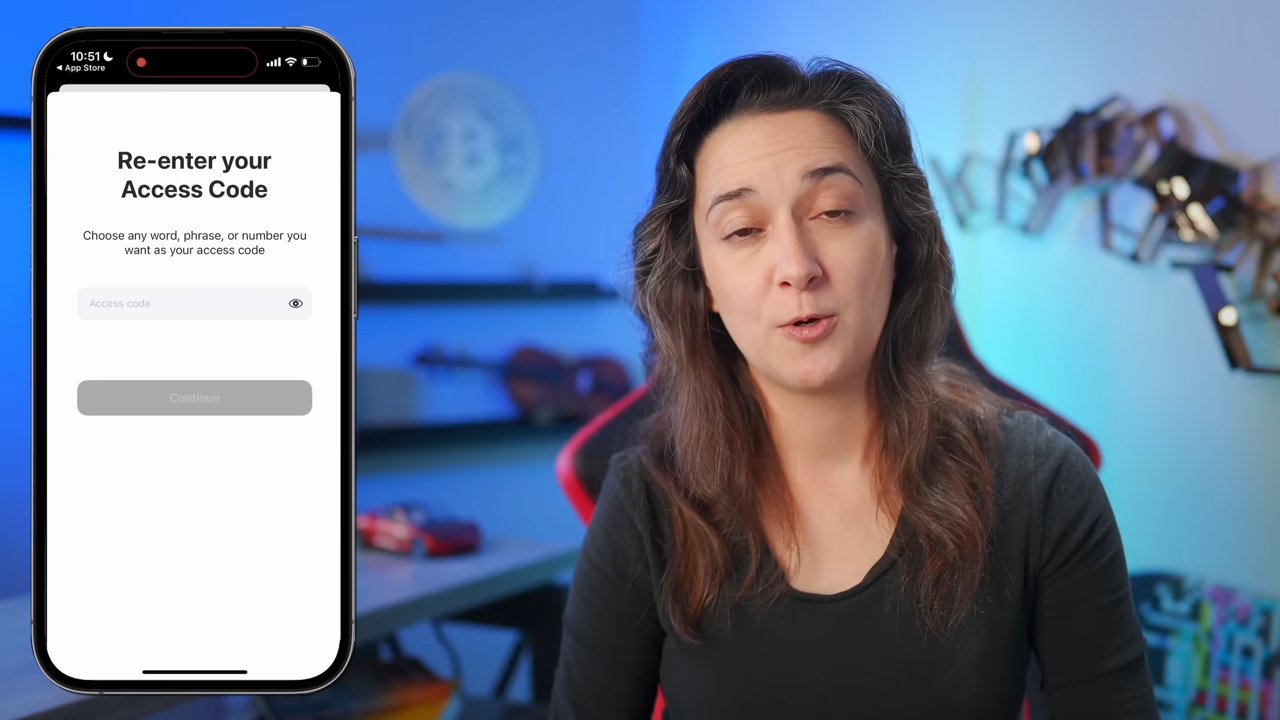 10:51
App Store
Re-enter your
Access Code
Choose any word, phrase, or number you
want as your access code
Access code
Continue